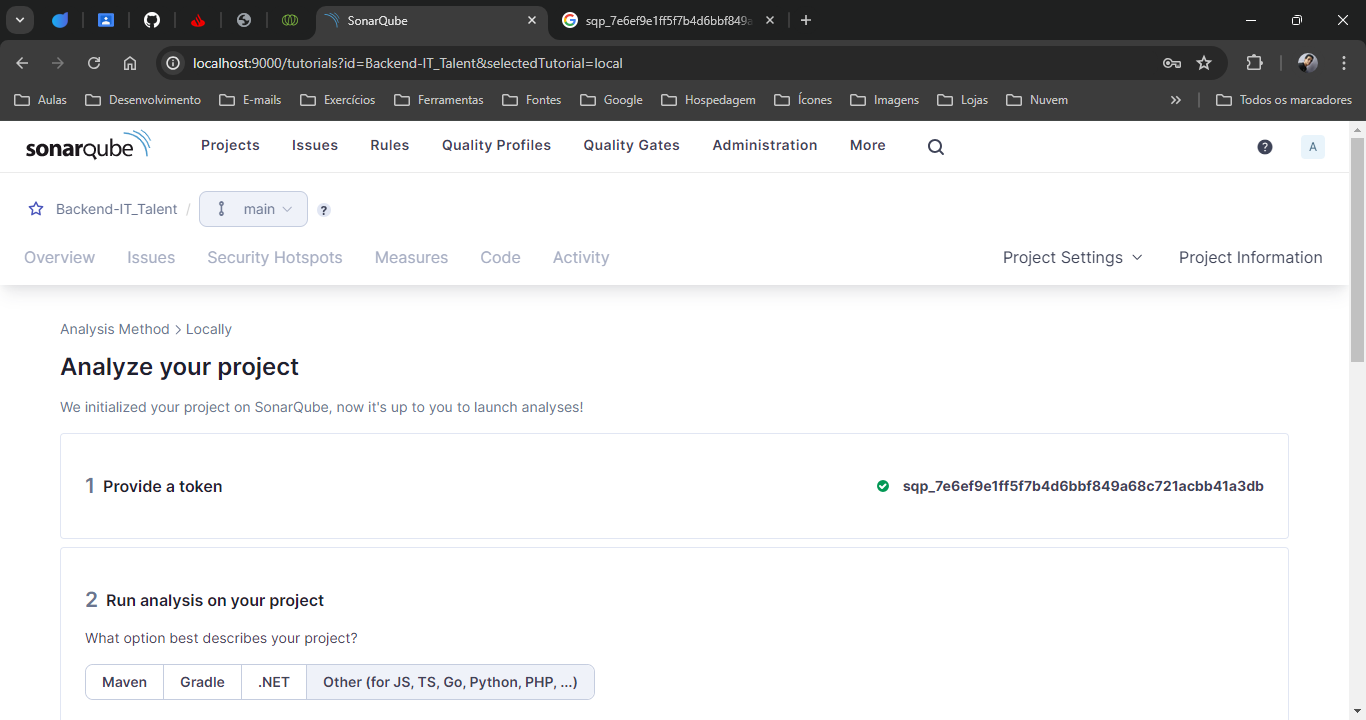 SonarQube
sqp_7e6ef9e1ff5f7b4d6bbf849a
localhost:9000/tutorials?id=Backend-IT_Talent&selectedTutorial=local
Aulas Desenvolvimento E-mails Exercícios Ferramentas Fontes Google Hospedagem Ícones Imagens Lojas Nuvem » Todos os marcadores
sonarqube Projects Issues Rules Quality Profiles Quality Gates Administration More ? A
Backend-IT_Talent / main ?
Overview Issues Security Hotspots Measures Code Activity Project Settings Project Information
Analysis Method > Locally
Analyze your project
We initialized your project on SonarQube, now it's up to you to launch analyses!
1 Provide a token sqp_7e6ef9e1ff5f7b4d6bbf849a68c721acbb41a3db
2 Run analysis on your project
What option best describes your project?
Maven Gradle .NET Other (for JS, TS, Go, Python, PHP, ...)